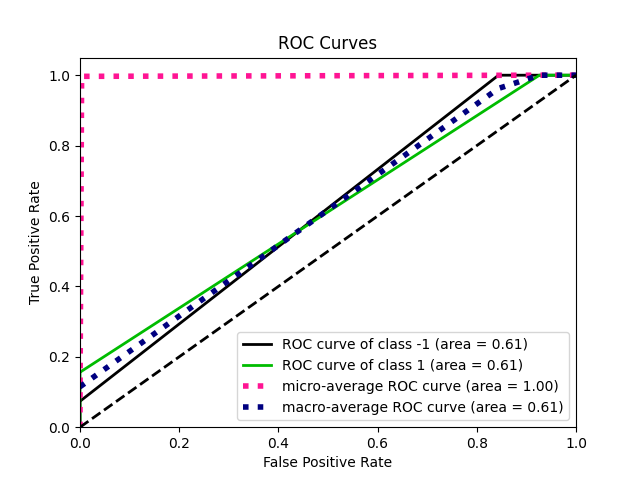 ROC Curves
True Positive Rate
1.0
0.8
0.6
0.4
0.2
0.0
ROC curve of class -1 (area = 0.61)
ROC curve of class 1 (area = 0.61)
micro-average ROC curve (area = 1.00)
macro-average ROC curve (area = 0.61)
0.0 0.2 0.4 0.6 0.8 1.0
False Positive Rate